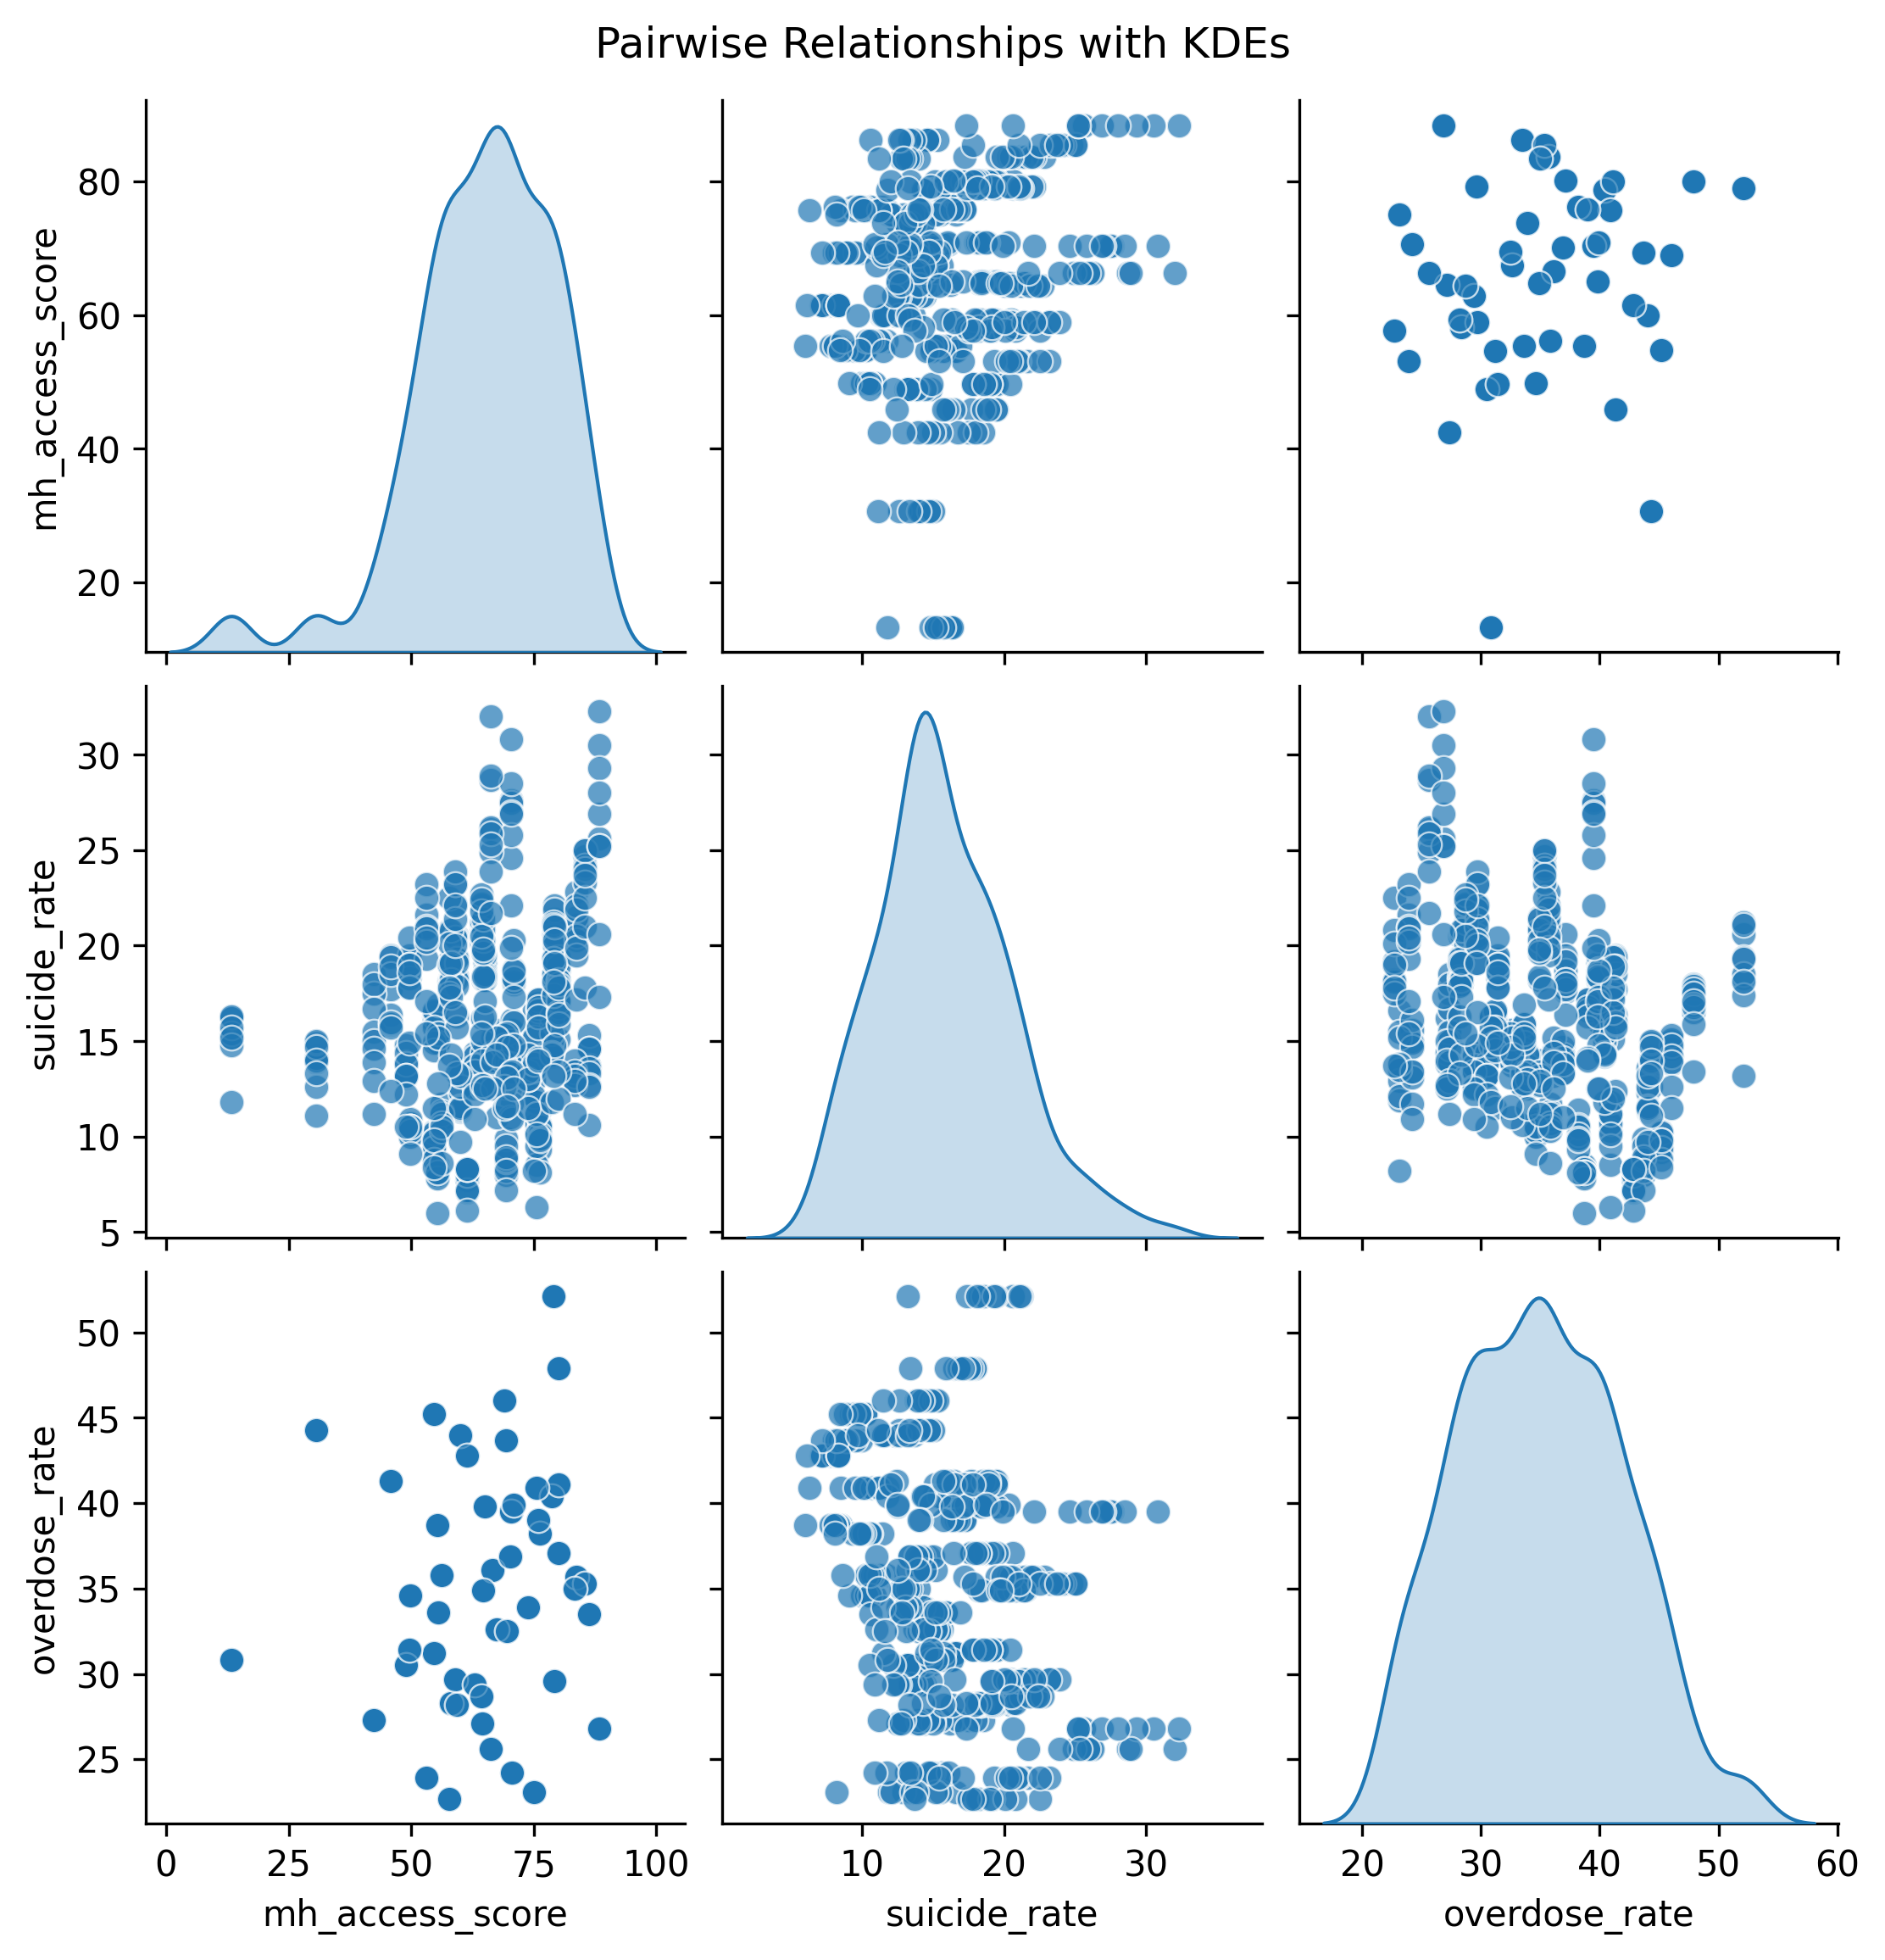 Pairwise Relationships with KDEs
80
60
40
20
mh_access_score
30
25
20
15
10
5
suicide_rate
50
45
40
35
30
25
overdose_rate
0 25 50 75 100
10 20 30
20 30 40 50 60
mh_access_score
suicide_rate
overdose_rate